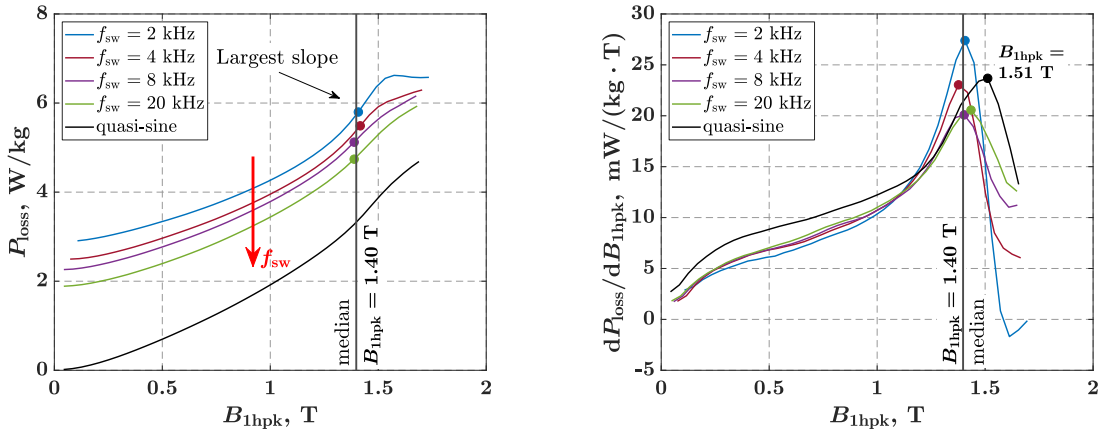 f_sw = 2 kHz
f_sw = 4 kHz
f_sw = 8 kHz
f_sw = 20 kHz
quasi-sine
Largest slope
f_sw
median
B_1hpk = 1.40 T
8
6
4
2
0
0
0.5
1
1.5
2
P_loss, W/kg
B_1hpk, T
f_sw = 2 kHz
f_sw = 4 kHz
f_sw = 8 kHz
f_sw = 20 kHz
quasi-sine
B_1hpk =
1.51 T
B_1hpk = 1.40 T
median
30
25
20
15
10
5
0
-5
0
0.5
1
1.5
2
dP_loss/dB_1hpk, mW/(kg · T)
B_1hpk, T